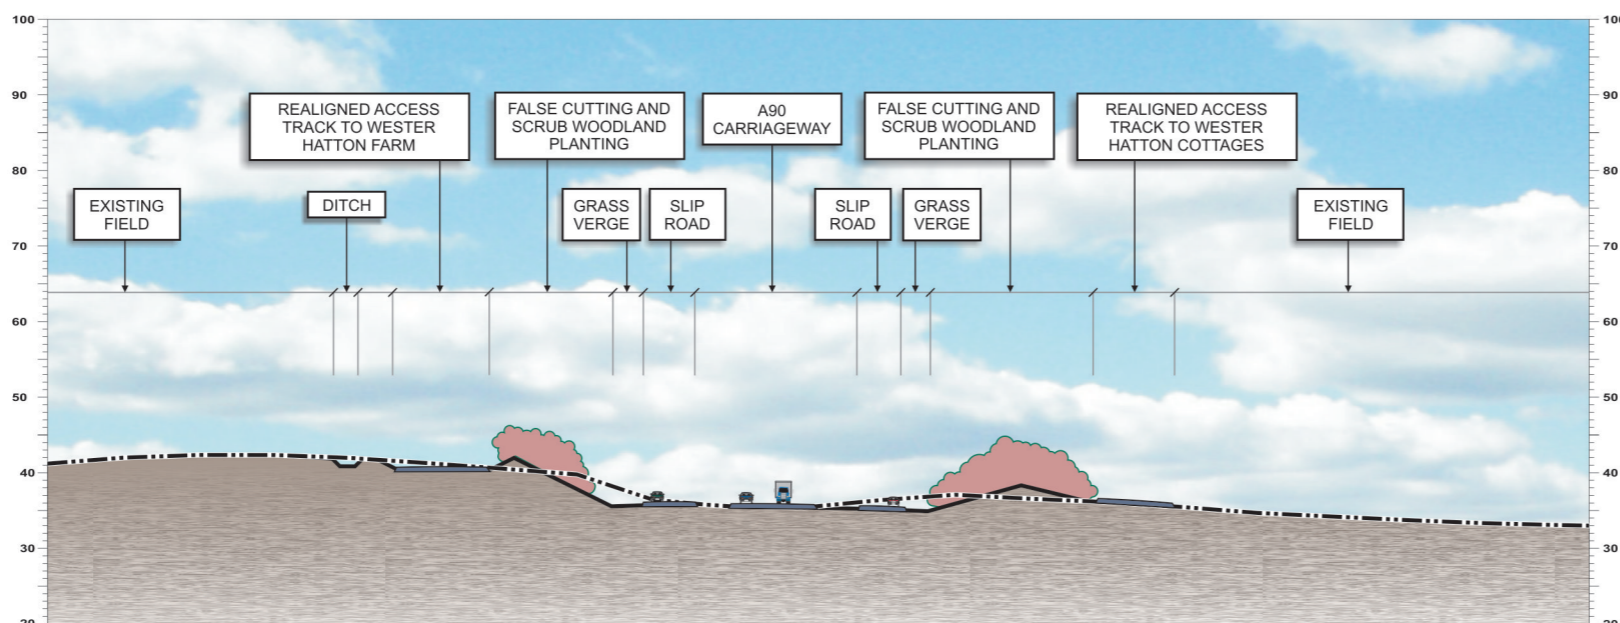 100
100
90
90
REALIGNED ACCESS
TRACK TO WESTER
HATTON FARM
FALSE CUTTING AND
SCRUB WOODLAND
PLANTING
A90
CARRIAGEWAY
FALSE CUTTING AND
SCRUB WOODLAND
PLANTING
REALIGNED ACCESS
TRACK TO WESTER
HATTON COTTAGES
80
80
EXISTING
FIELD
DITCH
GRASS
VERGE
SLIP
ROAD
SLIP
ROAD
GRASS
VERGE
EXISTING
FIELD
70
70
60
60
50
50
40
40
30
30
20
20